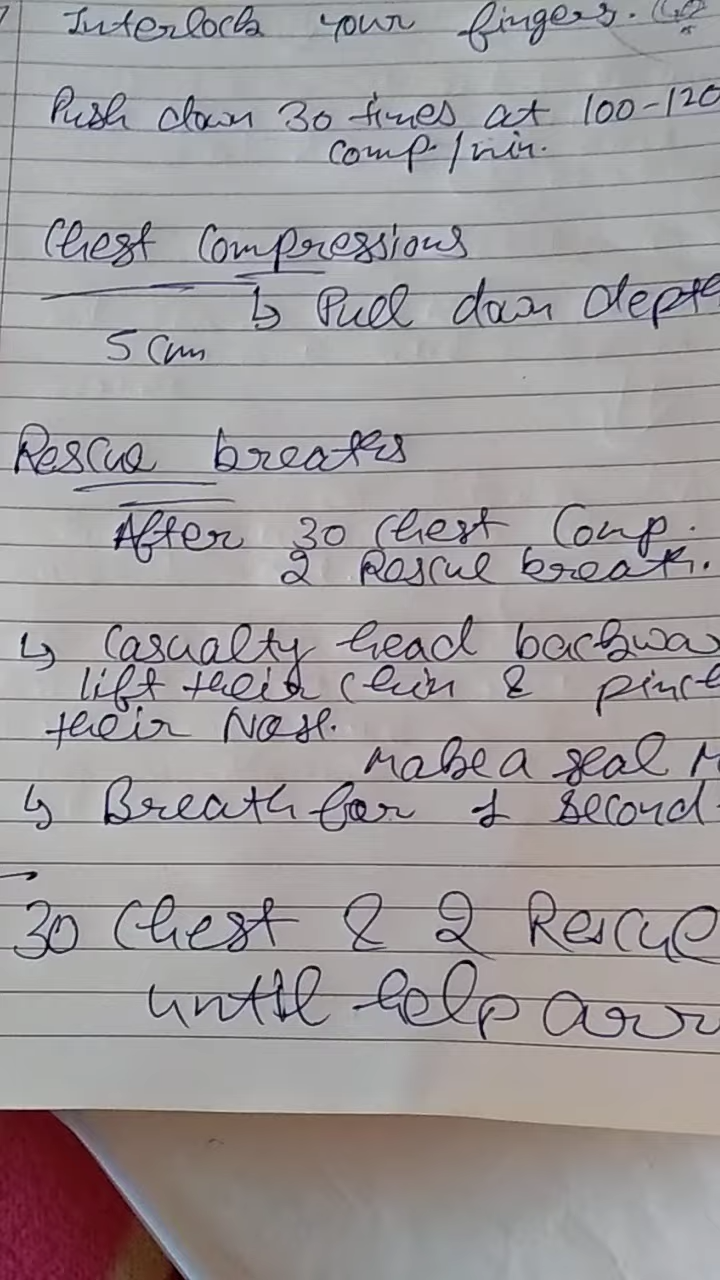 Interlock your fingers.
Push down 30 times at 100-120
comp/min.
Chest Compressions
↳ Pull down depth
5 cm
Rescue breaths
After 30 Chest Comp.
2 Rescue breath.
↳ Casualty head backwa
lift their chin & pinch
their Nose.
make a seal M
↳ Breath for 1 second.
30 Chest & 2 Rescue
until help arr